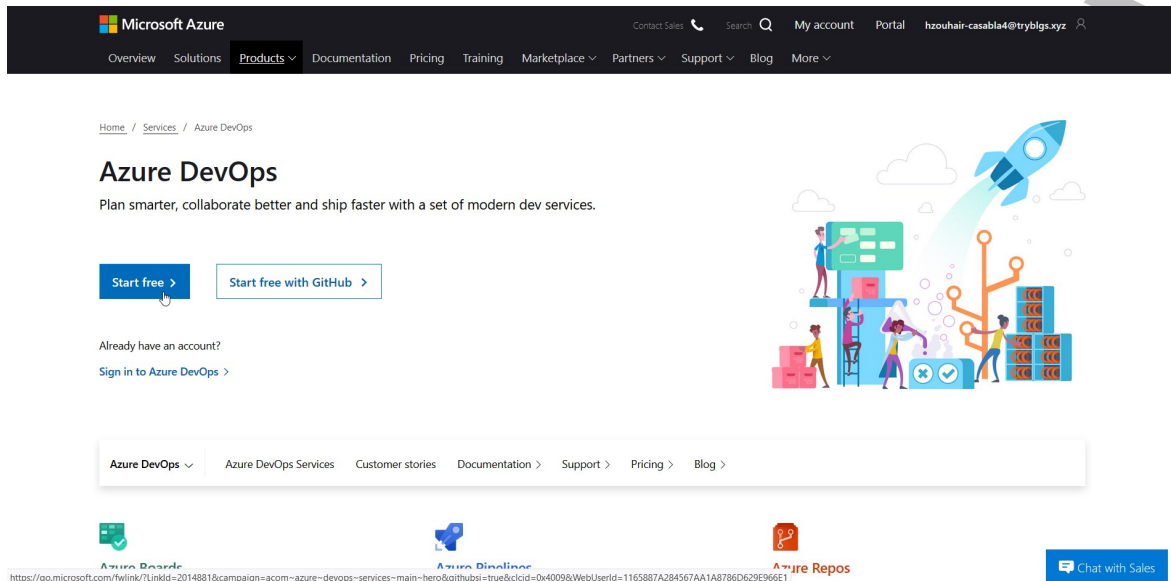 Microsoft Azure
Contact Sales Search My account Portal hzouhair-casabla4@tryblgs.xyz
Overview Solutions Products Documentation Pricing Training Marketplace Partners Support Blog More
Home / Services / Azure DevOps
Azure DevOps
Plan smarter, collaborate better and ship faster with a set of modern dev services.
Start free > Start free with GitHub >
Already have an account?
Sign in to Azure DevOps >
Azure DevOps Azure DevOps Services Customer stories Documentation > Support > Pricing > Blog >
Azure Boards Azure Pipelines Azure Repos
Chat with Sales
https://go.microsoft.com/fwlink/?LinkId=2014881&campaign=acom~azure~devops~services~main~hero&githubsi=true&clcid=0x4009&WebUserId=1165887A284567AA1A8786D629E966E1